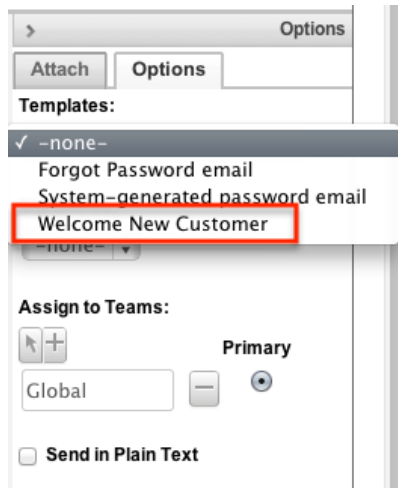 Options
Attach Options
Templates:
✓ -none-
Forgot Password email
System-generated password email
Welcome New Customer
-none-
Assign to Teams:
Primary
Global
Send in Plain Text